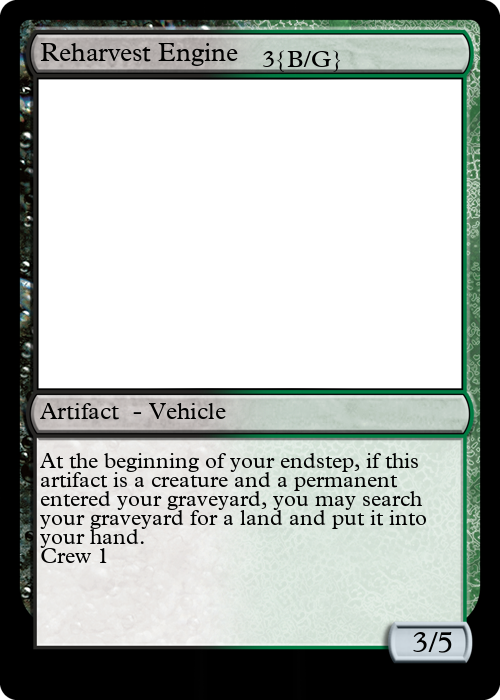 Reharvest Engine 3{B/G}
Artifact - Vehicle
At the beginning of your endstep, if this
artifact is a creature and a permanent
entered your graveyard, you may search
your graveyard for a land and put it into
your hand.
Crew 1
3/5